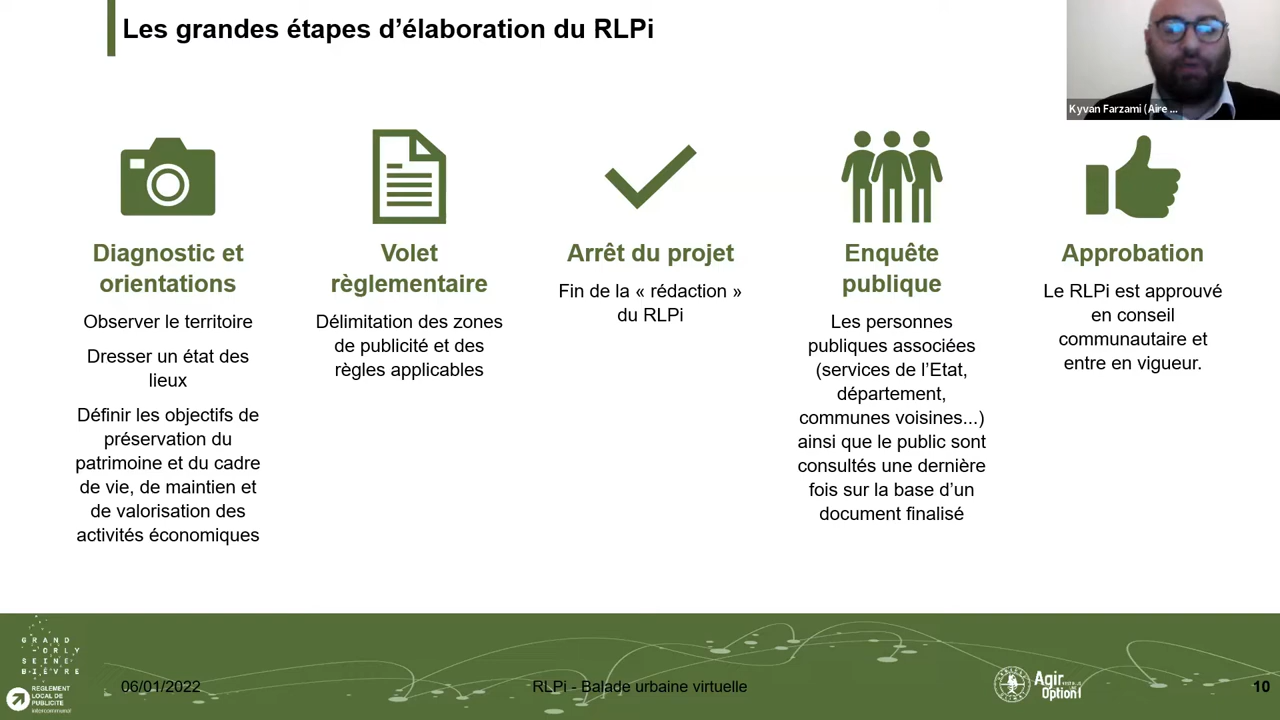 Les grandes étapes d’élaboration du RLPi
Kyvan Farzami (Aire ...
Diagnostic et
orientations
Observer le territoire
Dresser un état des
lieux
Définir les objectifs de
préservation du
patrimoine et du cadre
de vie, de maintien et
de valorisation des
activités économiques
Volet
règlementaire
Délimitation des zones
de publicité et des
règles applicables
Arrêt du projet
Fin de la « rédaction »
du RLPi
Enquête
publique
Les personnes
publiques associées
(services de l’Etat,
département,
communes voisines...)
ainsi que le public sont
consultés une dernière
fois sur la base d’un
document finalisé
Approbation
Le RLPi est approuvé
en conseil
communautaire et
entre en vigueur.
GRAND
ORLY
SEINE
BIÈVRE
RÈGLEMENT
LOCAL DE
PUBLICITÉ
intercommunal
06/01/2022
RLPi - Balade urbaine virtuelle
Agir
Option!
10